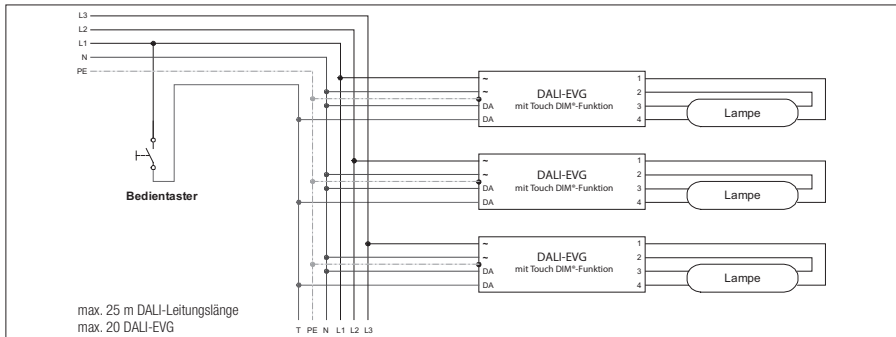 L3
L2
L1
N
PE
Bedientaster
max. 25 m DALI-Leitungslänge
max. 20 DALI-EVG
T PE N L1 L2 L3
~
~
DA
DA
DALI-EVG
mit Touch DIM®-Funktion
1
2
3
4
Lampe
~
~
DA
DA
DALI-EVG
mit Touch DIM®-Funktion
1
2
3
4
Lampe
~
~
DA
DA
DALI-EVG
mit Touch DIM®-Funktion
1
2
3
4
Lampe